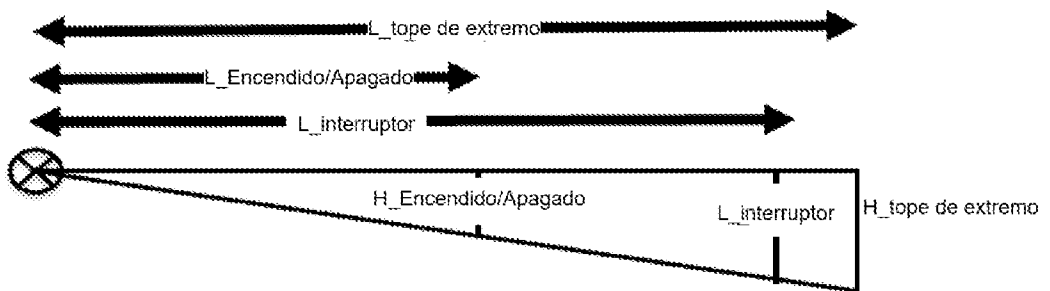 L_tope de extremo
L_Encendido/Apagado
L_interruptor
H_Encendido/Apagado
L_interruptor
H_tope de extremo